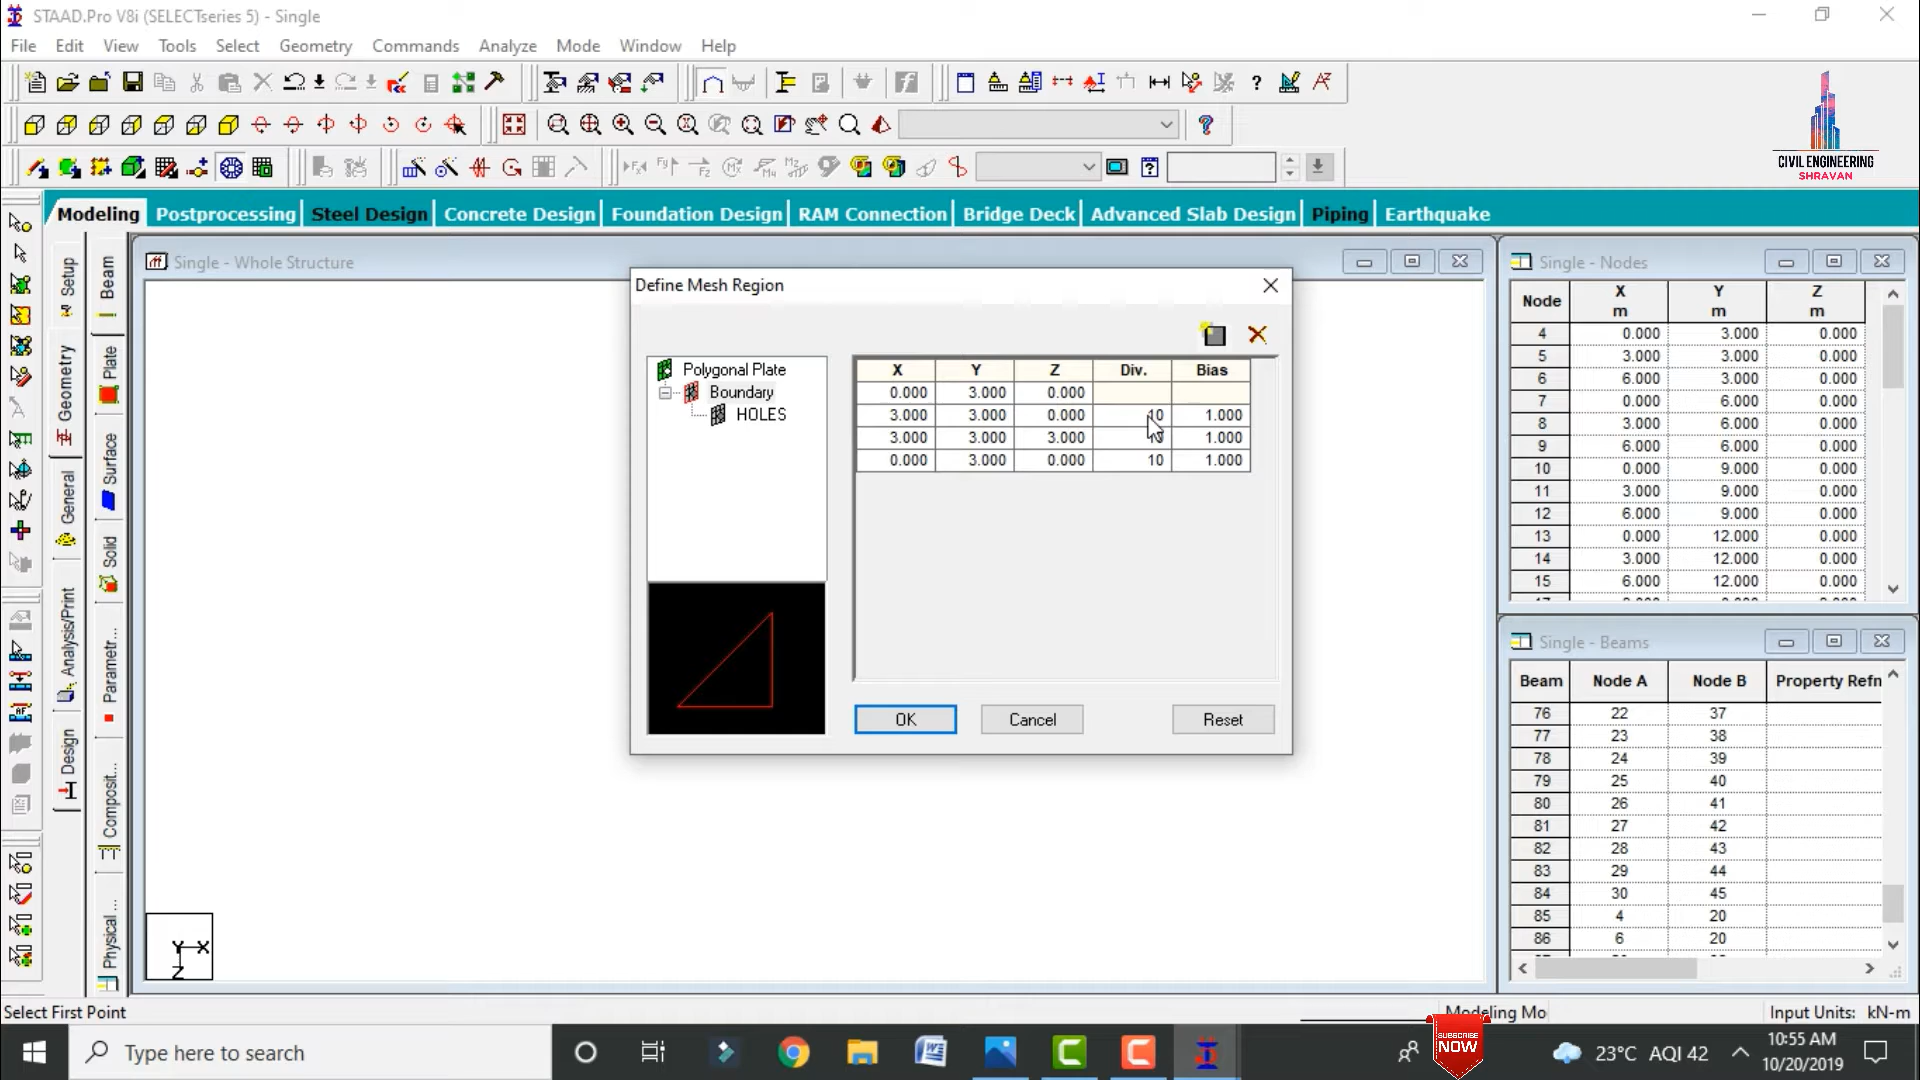 STAAD.Pro V8i (SELECTseries 5) - Single
File Edit View Tools Select Geometry Commands Analyze Mode Window Help
CIVIL ENGINEERING
SHRAVAN
Modeling Postprocessing Steel Design Concrete Design Foundation Design RAM Connection Bridge Deck Advanced Slab Design Piping Earthquake
Setup
Geometry
General
Analysis/Print
Design
Beam
Plate
Surface
Solid
Parametr...
Composit...
Physical ...
Single - Whole Structure
Y X
Z
Define Mesh Region
Polygonal Plate
Boundary
HOLES
X Y Z Div. Bias
0.000 3.000 0.000
3.000 3.000 0.000 10 1.000
3.000 3.000 3.000 1.000
0.000 3.000 0.000 10 1.000
OK Cancel Reset
Single - Nodes
Node X Y Z
m m m
4 0.000 3.000 0.000
5 3.000 3.000 0.000
6 6.000 3.000 0.000
7 0.000 6.000 0.000
8 3.000 6.000 0.000
9 6.000 6.000 0.000
10 0.000 9.000 0.000
11 3.000 9.000 0.000
12 6.000 9.000 0.000
13 0.000 12.000 0.000
14 3.000 12.000 0.000
15 6.000 12.000 0.000
Single - Beams
Beam Node A Node B Property Refn
76 22 37
77 23 38
78 24 39
79 25 40
80 26 41
81 27 42
82 28 43
83 29 44
84 30 45
85 4 20
86 6 20
Select First Point
Modeling Mo
Input Units: kN-m
Type here to search
SUBSCRIBE
NOW
23°C AQI 42
10:55 AM
10/20/2019